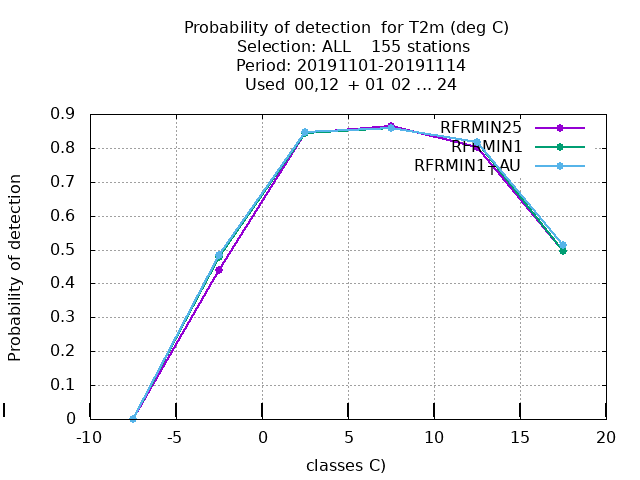 Probability of detection for T2m (deg C)
Selection: ALL 155 stations
Period: 20191101-20191114
Used 00,12 + 01 02 ... 24
RFRMIN25
RFRMIN1
RFRMIN1+AU
Probability of detection
0.9
0.8
0.7
0.6
0.5
0.4
0.3
0.2
0.1
0
-10 -5 0 5 10 15 20
classes C)